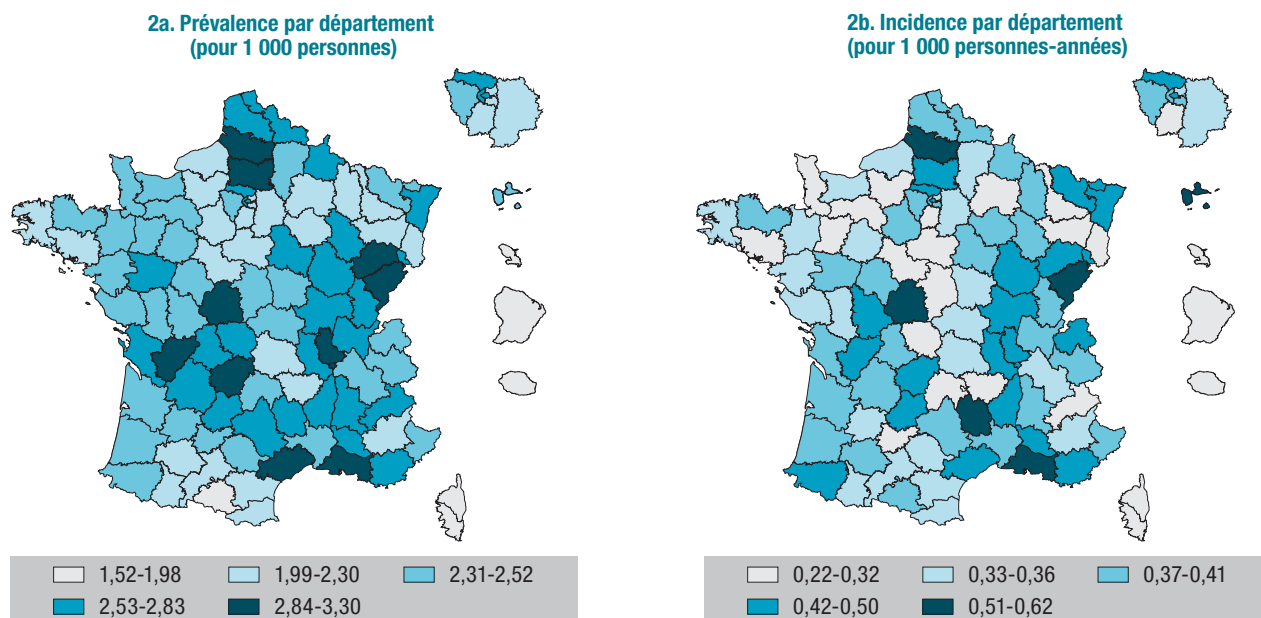 2a. Prévalence par département
(pour 1 000 personnes)
2b. Incidence par département
(pour 1 000 personnes-années)
1,52-1,98 1,99-2,30 2,31-2,52
2,53-2,83 2,84-3,30
0,22-0,32 0,33-0,36 0,37-0,41
0,42-0,50 0,51-0,62